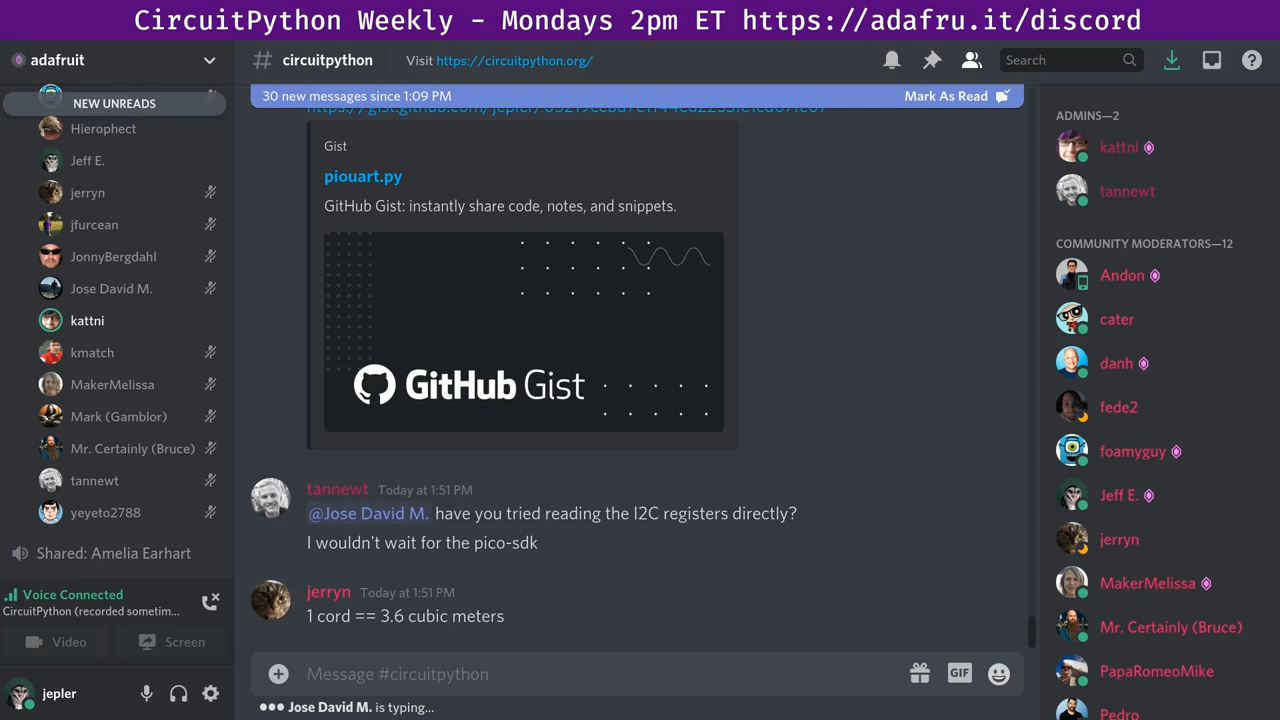 CircuitPython Weekly - Mondays 2pm ET https://adafru.it/discord
adafruit
circuitpython
Visit https://circuitpython.org/
Search
NEW UNREADS
Hierophect
Jeff E.
jerryn
jfurcean
JonnyBergdahl
Jose David M.
kattni
kmatch
MakerMelissa
Mark (Gamblor)
Mr. Certainly (Bruce)
tannewt
yeyeto2788
Shared: Amelia Earhart
Voice Connected
CircuitPython (recorded sometim...
Video
Screen
jepler
30 new messages since 1:09 PM
Mark As Read
Gist
piouart.py
GitHub Gist: instantly share code, notes, and snippets.
GitHub Gist
tannewt Today at 1:51 PM
@Jose David M. have you tried reading the I2C registers directly?
I wouldn't wait for the pico-sdk
jerryn Today at 1:51 PM
1 cord == 3.6 cubic meters
Message #circuitpython
GIF
Jose David M. is typing...
ADMINS—2
kattni
tannewt
COMMUNITY MODERATORS—12
Andon
cater
danh
fede2
foamyguy
Jeff E.
jerryn
MakerMelissa
Mr. Certainly (Bruce)
PapaRomeoMike
Pedro